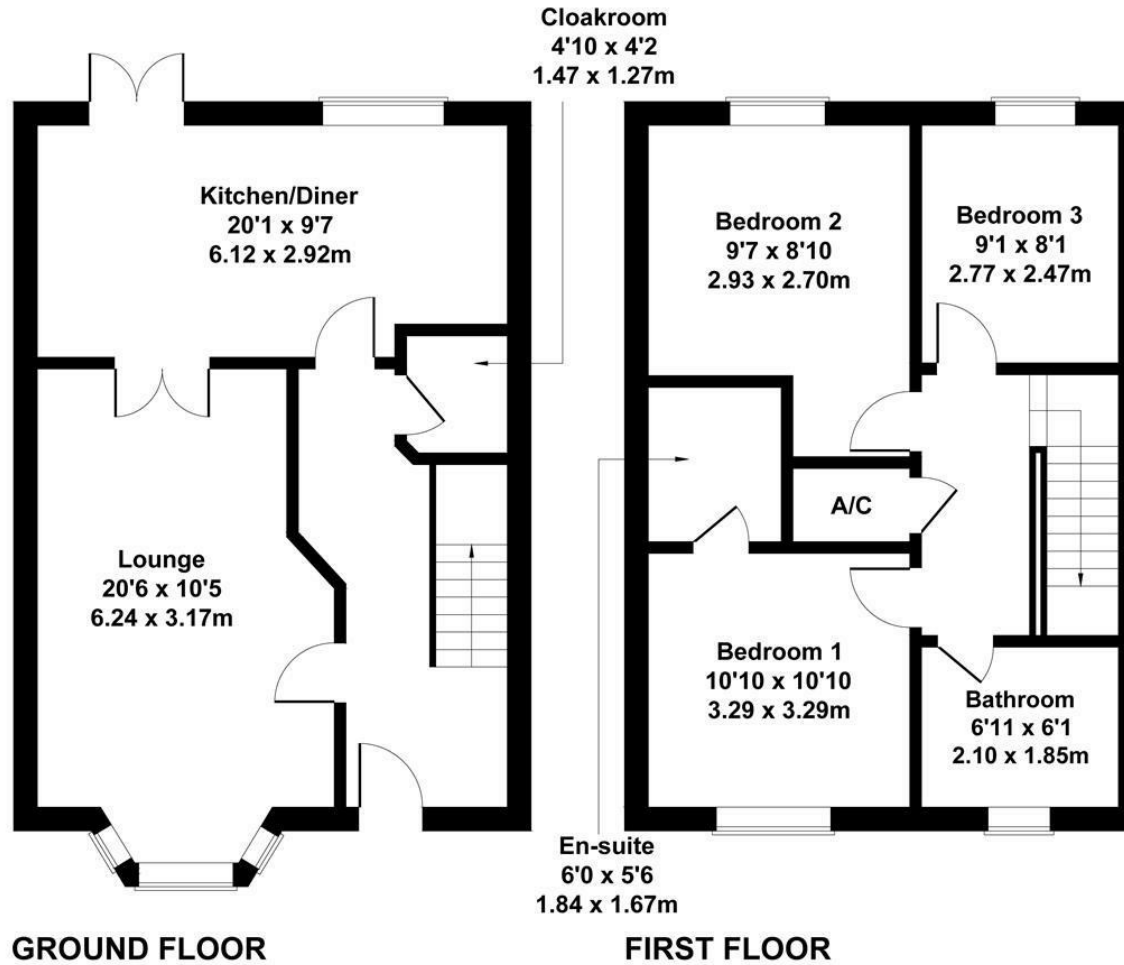 Cloakroom
4'10 x 4'2
1.47 x 1.27m
Kitchen/Diner
20'1 x 9'7
6.12 x 2.92m
Lounge
20'6 x 10'5
6.24 x 3.17m
Bedroom 2
9'7 x 8'10
2.93 x 2.70m
Bedroom 3
9'1 x 8'1
2.77 x 2.47m
A/C
Bedroom 1
10'10 x 10'10
3.29 x 3.29m
Bathroom
6'11 x 6'1
2.10 x 1.85m
En-suite
6'0 x 5'6
1.84 x 1.67m
GROUND FLOOR
FIRST FLOOR